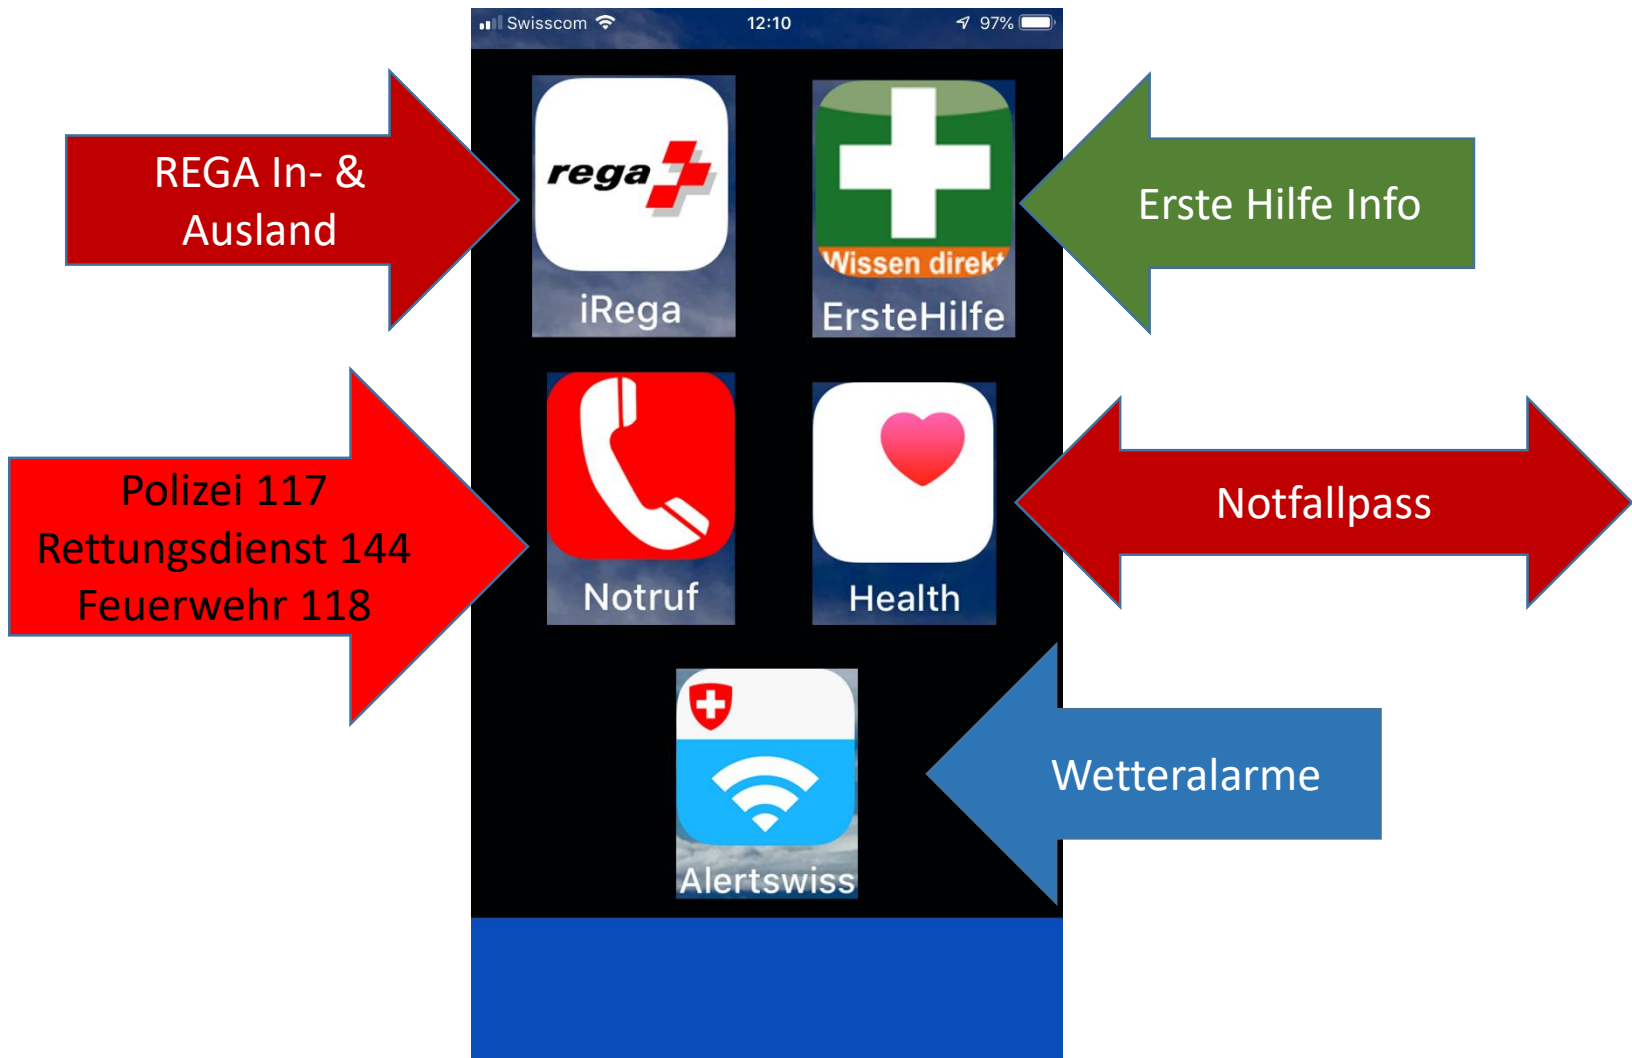 Swisscom 12:10 97%
REGA In- &
Ausland
rega
iRega
Wissen direkt
ErsteHilfe
Erste Hilfe Info
Polizei 117
Rettungsdienst 144
Feuerwehr 118
Notruf
Health
Notfallpass
Alertswiss
Wetteralarme